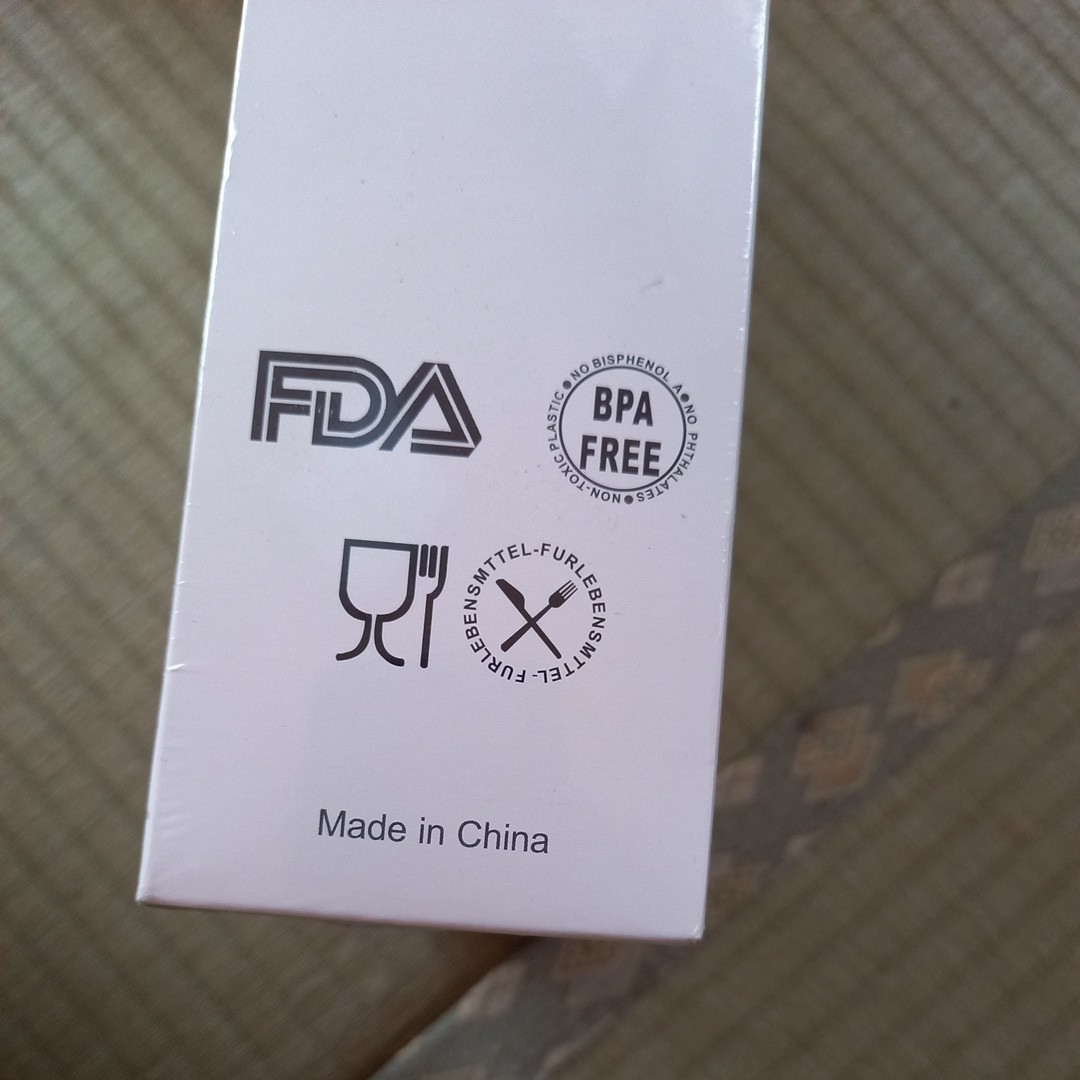 FDA
NO BISPHENOL A●NO PHTHALATES●NON-TOXIC PLASTIC●
BPA
FREE
FURLEBENSMTTEL-FURLEBENSMTTEL-
Made in China